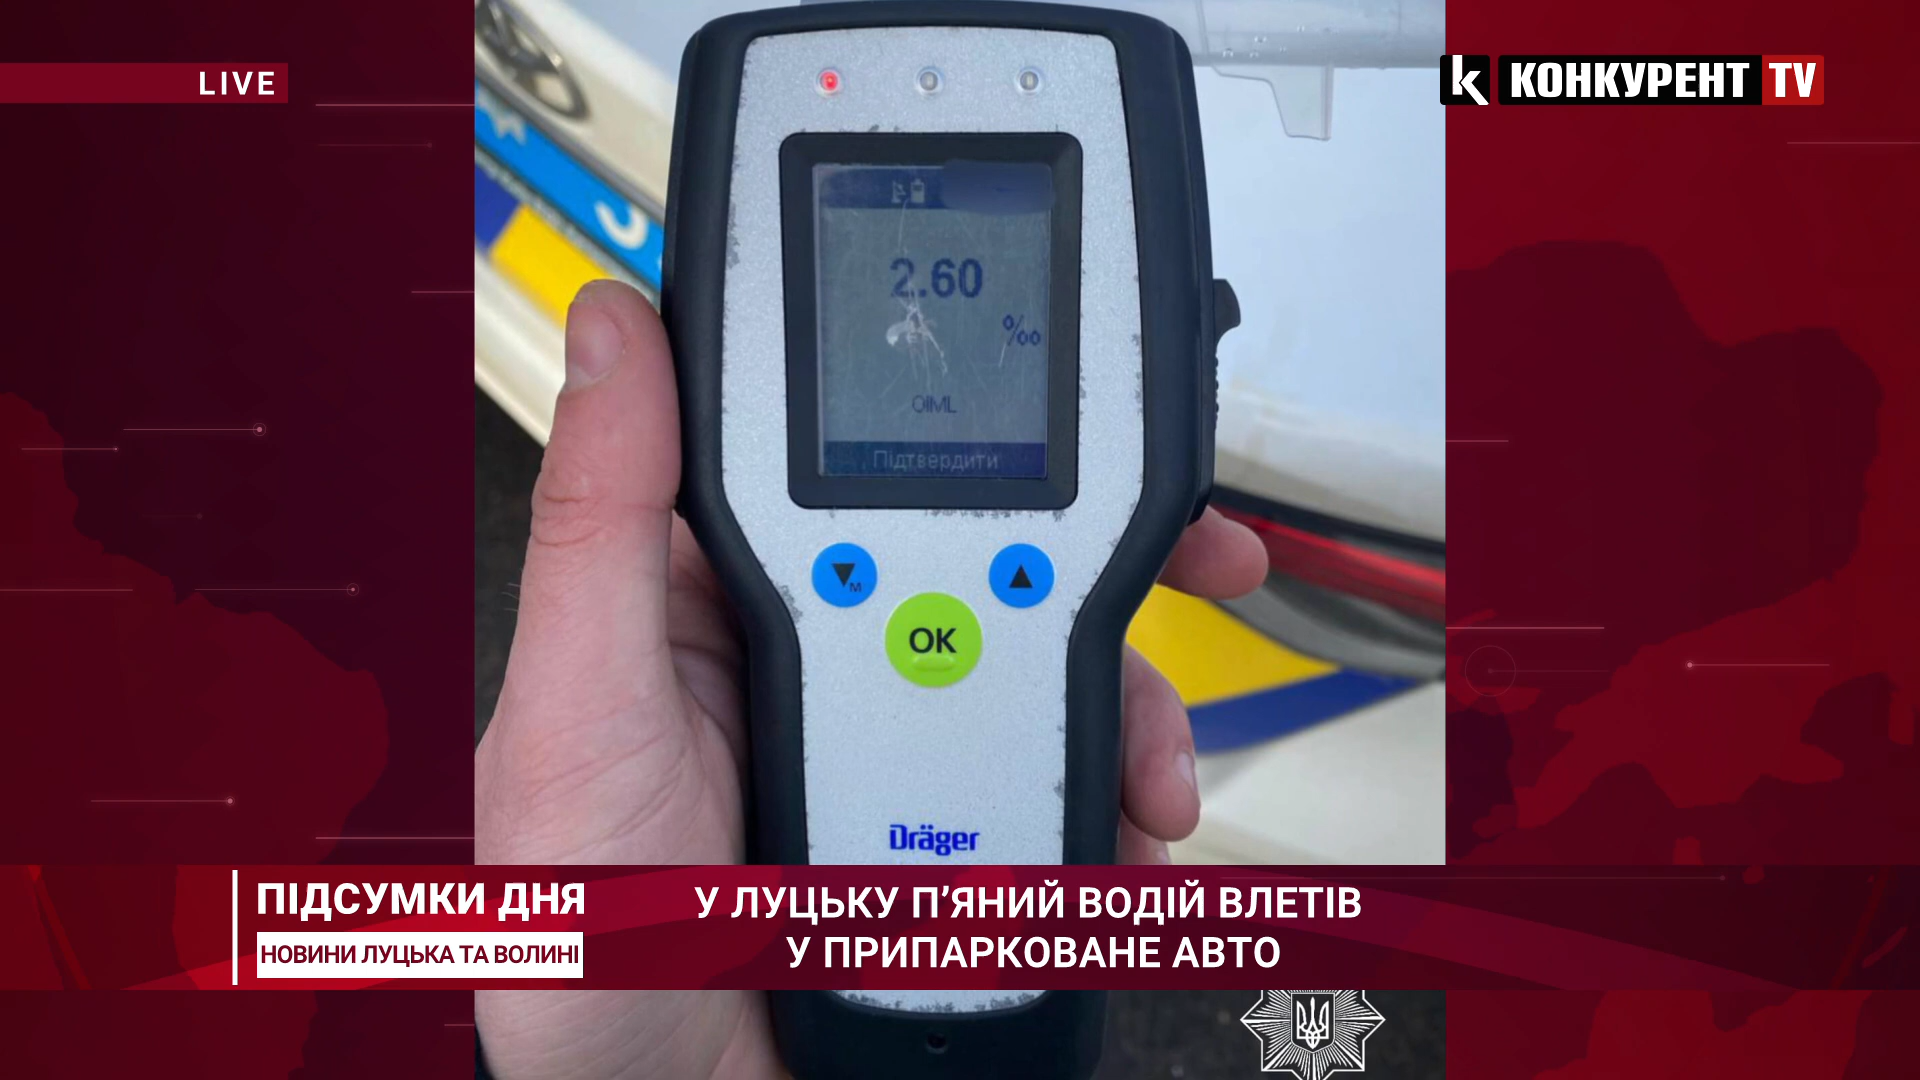 LIVE
K КОНКУРЕНТ TV
2.60
‰
OIML
Підтвердити
M
OK
Dräger
ПІДСУМКИ ДНЯ
НОВИНИ ЛУЦЬКА ТА ВОЛИНІ
У ЛУЦЬКУ П’ЯНИЙ ВОДІЙ ВЛЕТІВ
У ПРИПАРКОВАНЕ АВТО